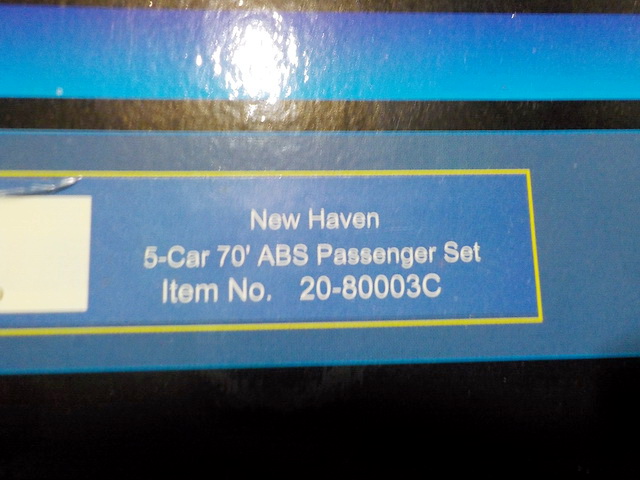 New Haven
5-Car 70' ABS Passenger Set
Item No. 20-80003C